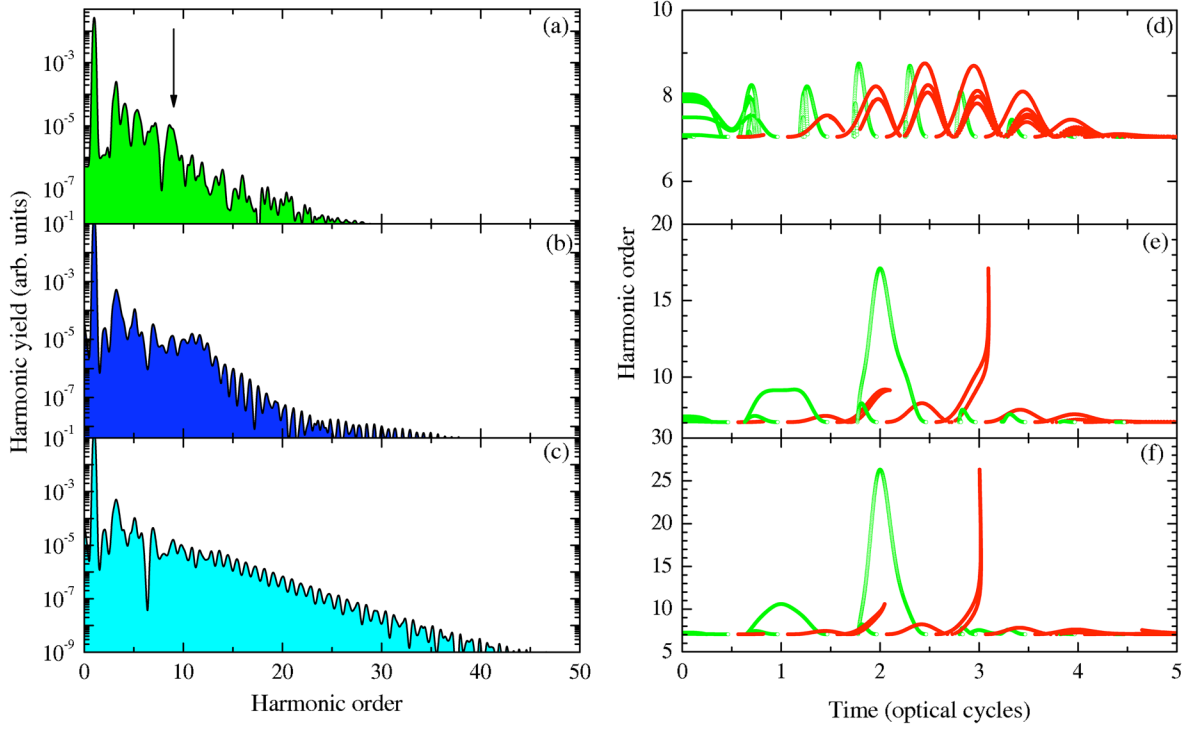 (a)
10⁻³
10⁻⁵
10⁻⁷
10⁻¹
(b)
10⁻³
10⁻⁵
10⁻⁷
10⁻¹
(c)
10⁻³
10⁻⁵
10⁻⁷
10⁻⁹
0 10 20 30 40 50
Harmonic order
Harmonic yield (arb. units)
(d)
10
8
6
20
(e)
15
10
30
(f)
25
20
15
10
5
0 1 2 3 4 5
Time (optical cycles)
Harmonic order